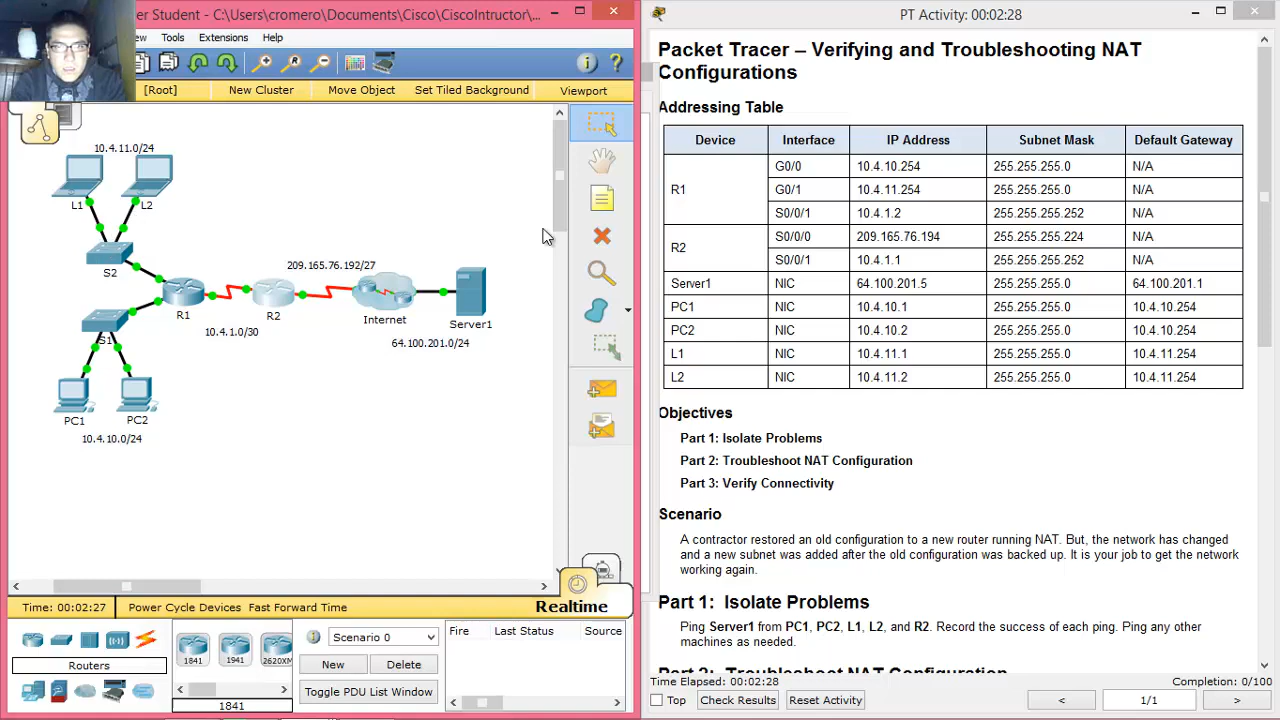 er Student - C:\Users\cromero\Documents\Cisco\CiscoIntructor\...
ew Tools Extensions Help
[Root] New Cluster Move Object Set Tiled Background Viewport
10.4.11.0/24
L1 L2
S2
209.165.76.192/27
R1 R2 Internet Server1
10.4.1.0/30
64.100.201.0/24
S1
PC1 PC2
10.4.10.0/24
Realtime
Time: 00:02:27 Power Cycle Devices Fast Forward Time
Routers
1841 1941 2620XM
1841
Scenario 0
New Delete
Toggle PDU List Window
Fire Last Status Source
PT Activity: 00:02:28
Packet Tracer – Verifying and Troubleshooting NAT
Configurations
Addressing Table
Device Interface IP Address Subnet Mask Default Gateway
R1 G0/0 10.4.10.254 255.255.255.0 N/A
G0/1 10.4.11.254 255.255.255.0 N/A
S0/0/1 10.4.1.2 255.255.255.252 N/A
R2 S0/0/0 209.165.76.194 255.255.255.224 N/A
S0/0/1 10.4.1.1 255.255.255.252 N/A
Server1 NIC 64.100.201.5 255.255.255.0 64.100.201.1
PC1 NIC 10.4.10.1 255.255.255.0 10.4.10.254
PC2 NIC 10.4.10.2 255.255.255.0 10.4.10.254
L1 NIC 10.4.11.1 255.255.255.0 10.4.11.254
L2 NIC 10.4.11.2 255.255.255.0 10.4.11.254
Objectives
Part 1: Isolate Problems
Part 2: Troubleshoot NAT Configuration
Part 3: Verify Connectivity
Scenario
A contractor restored an old configuration to a new router running NAT. But, the network has changed
and a new subnet was added after the old configuration was backed up. It is your job to get the network
working again.
Part 1: Isolate Problems
Ping Server1 from PC1, PC2, L1, L2, and R2. Record the success of each ping. Ping any other
machines as needed.
Part 2: Troubleshoot NAT Configuration
Time Elapsed: 00:02:28 Completion: 0/100
Top Check Results Reset Activity < 1/1 >